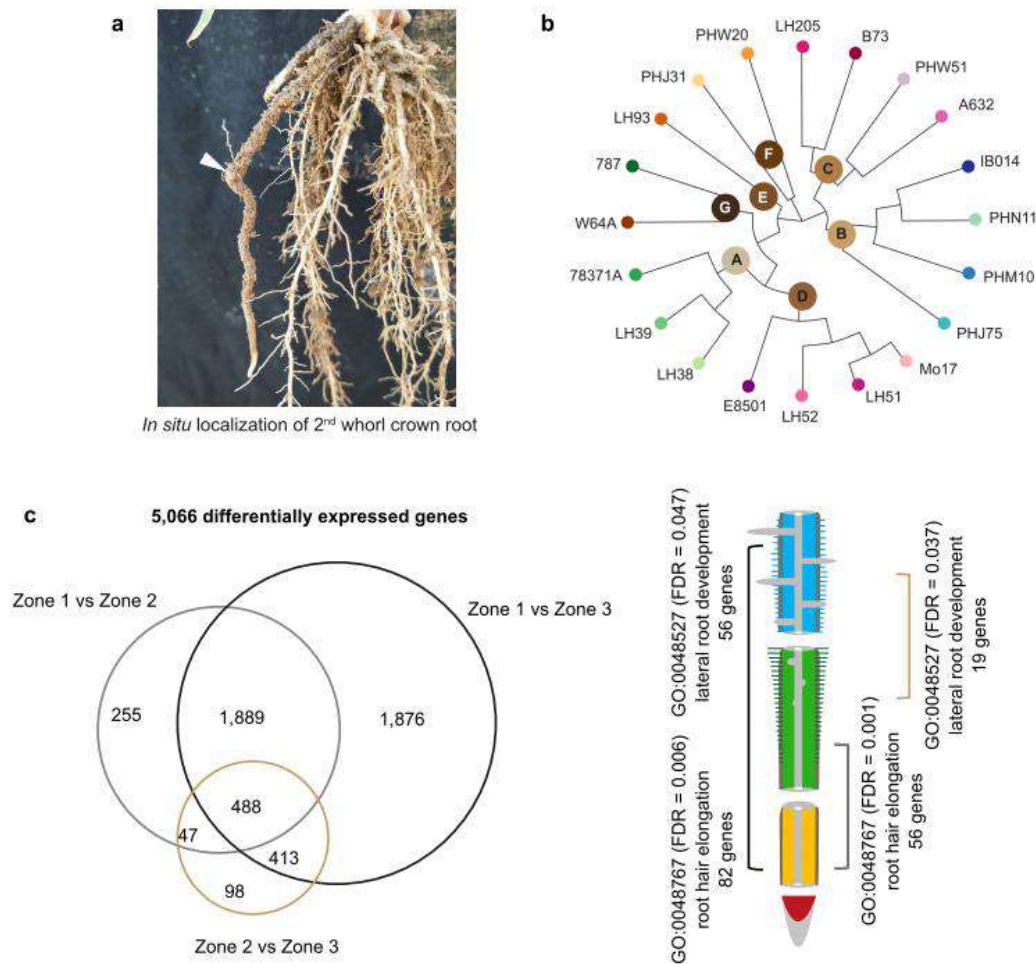 a
In situ localization of 2nd whorl crown root
b
LH205
B73
PHW20
PHW51
PHJ31
A632
LH93
IB014
787
PHN11
W64A
PHM10
78371A
PHJ75
LH39
Mo17
LH38
LH51
E8501
LH52
F
C
E
G
B
A
D
c
5,066 differentially expressed genes
Zone 1 vs Zone 2
Zone 1 vs Zone 3
255
1,889
1,876
488
47
413
98
Zone 2 vs Zone 3
GO:0048527 (FDR = 0.047)
lateral root development
56 genes
GO:0048767 (FDR = 0.006)
root hair elongation
82 genes
GO:0048527 (FDR = 0.037)
lateral root development
19 genes
GO:0048767 (FDR = 0.001)
root hair elongation
56 genes